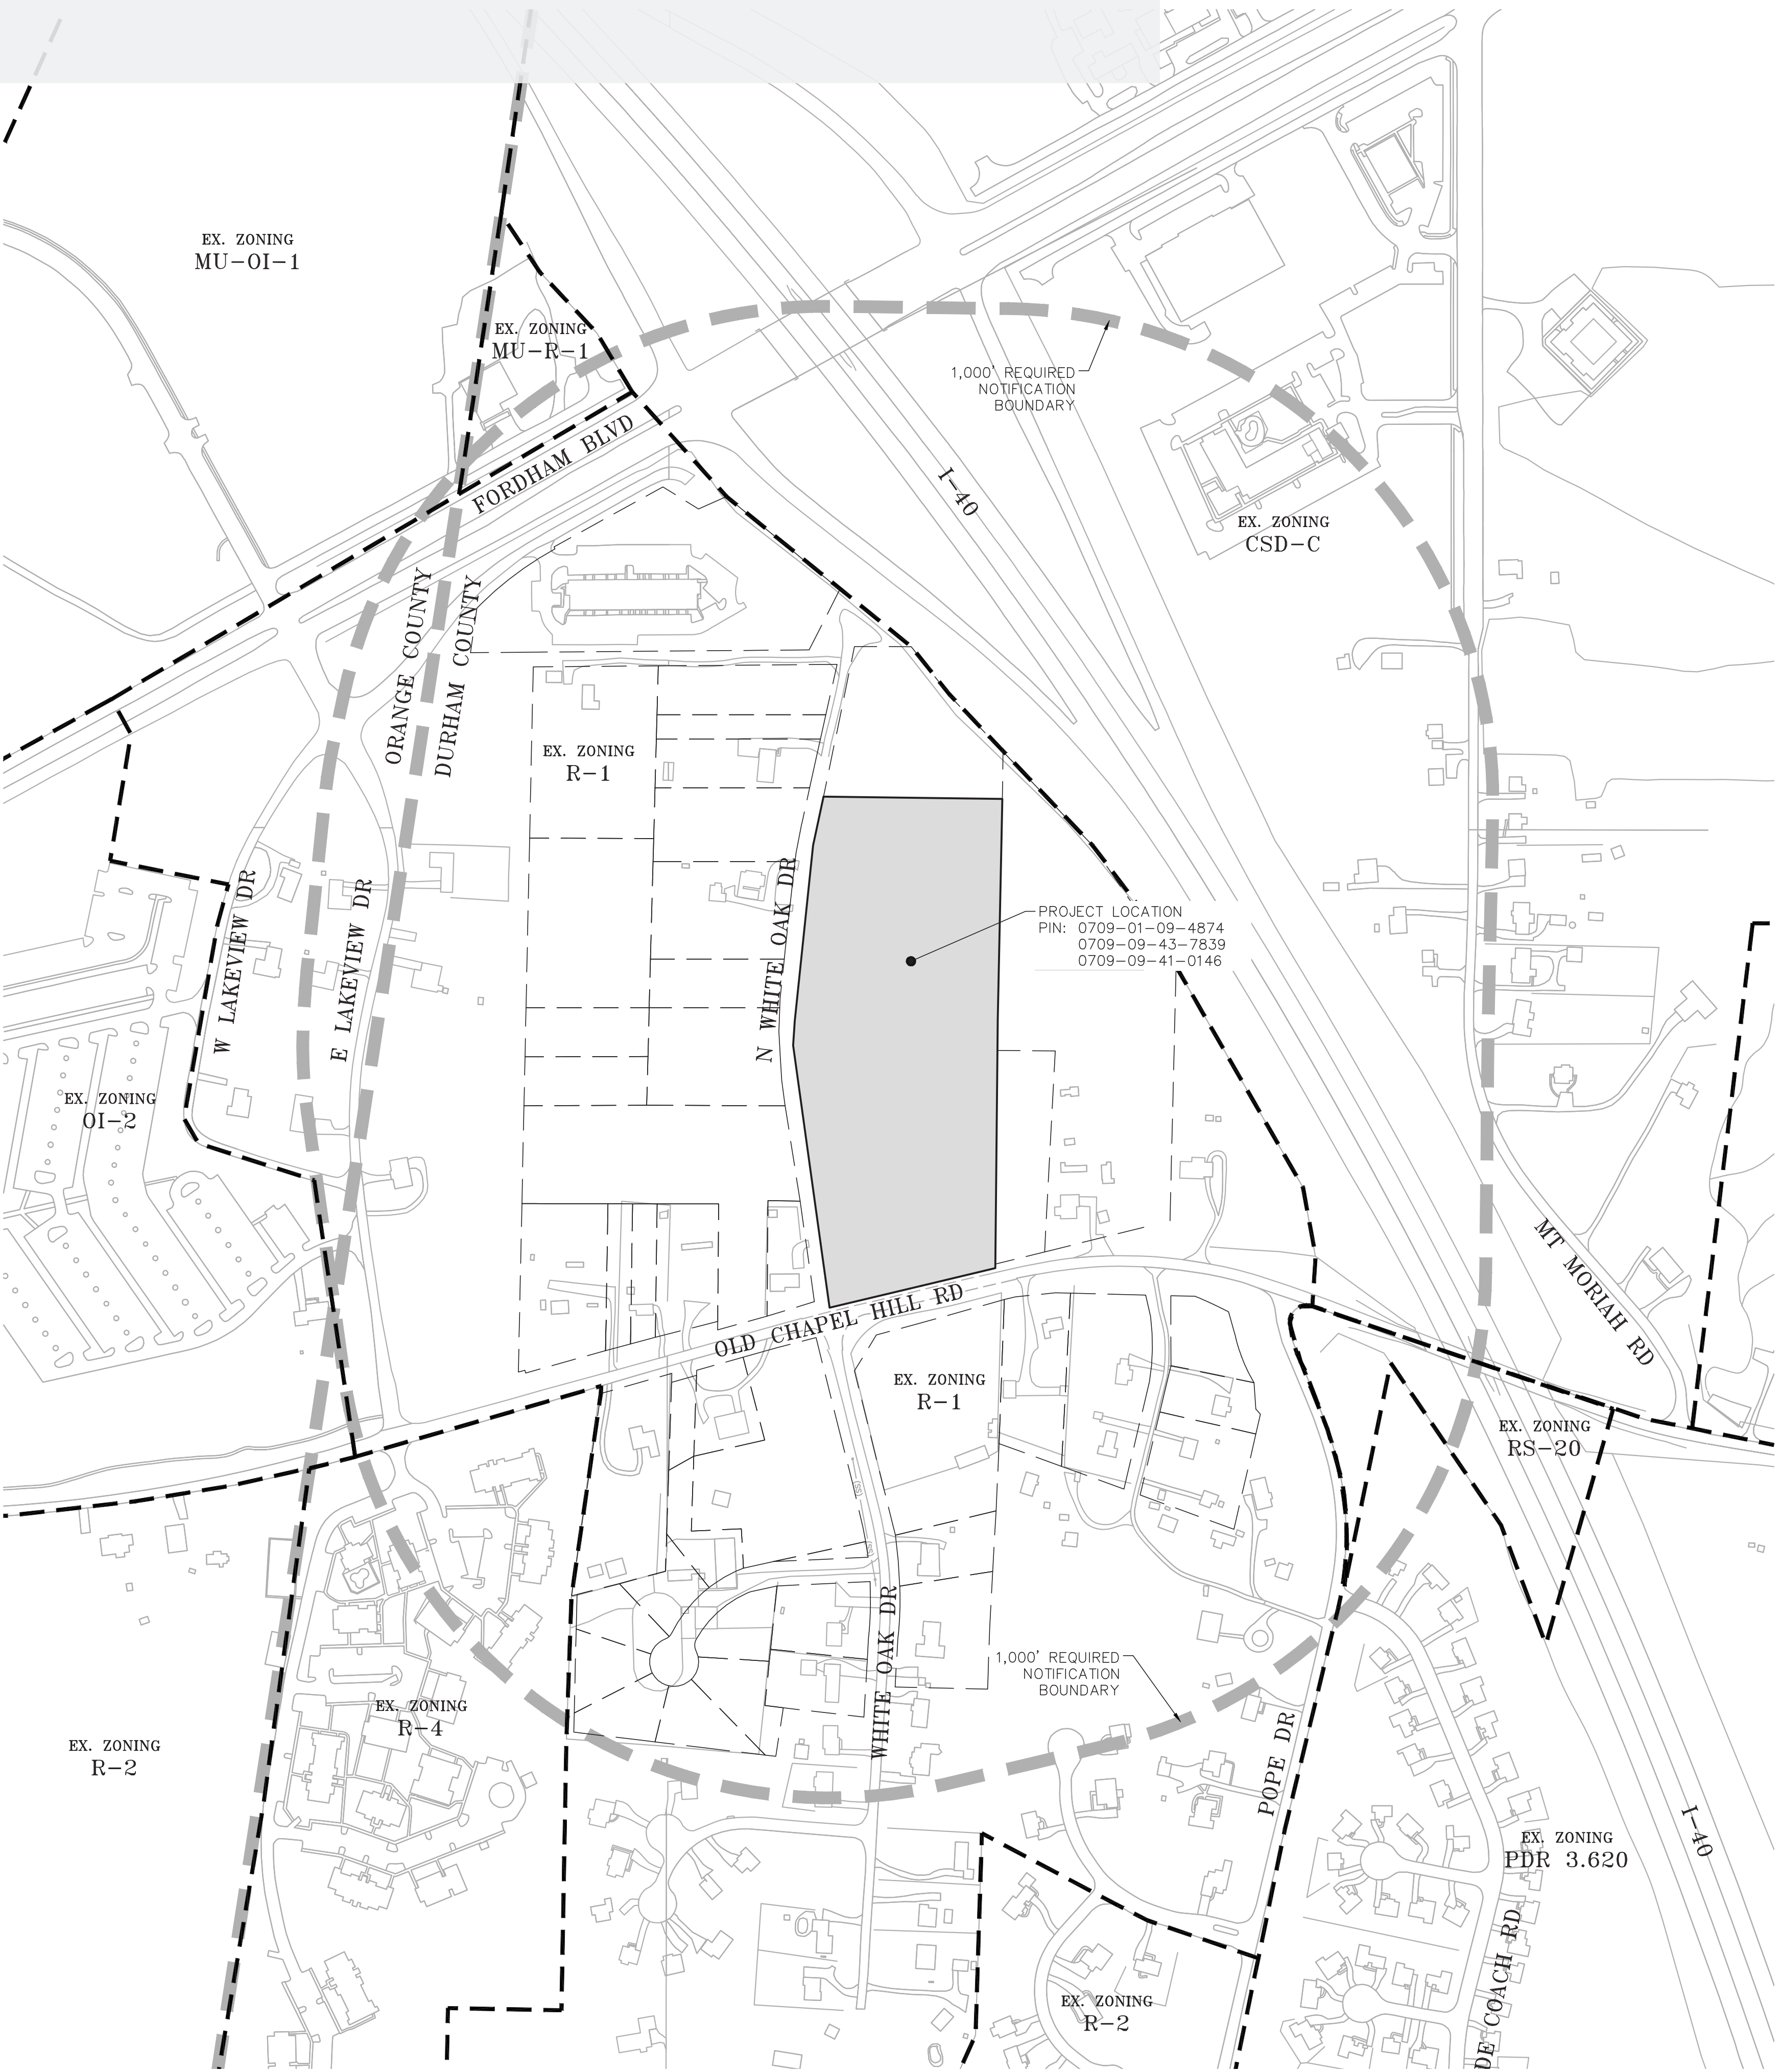 EX. ZONING
MU-OI-1
EX. ZONING
MU-R-1
FORDHAM BLVD
1,000' REQUIRED
NOTIFICATION
BOUNDARY
I-40
EX. ZONING
CSD-C
ORANGE COUNTY
DURHAM COUNTY
EX. ZONING
R-1
W LAKEVIEW DR
E LAKEVIEW DR
N WHITE OAK DR
PROJECT LOCATION
PIN: 0709-01-09-4874
0709-09-43-7839
0709-09-41-0146
EX. ZONING
OI-2
MT MORIAH RD
OLD CHAPEL HILL RD
EX. ZONING
R-1
EX. ZONING
RS-20
WHITE OAK DR
1,000' REQUIRED
NOTIFICATION
BOUNDARY
EX. ZONING
R-4
EX. ZONING
R-2
POPE DR
I-40
EX. ZONING
PDR 3.620
EX. ZONING
R-2
DE COACH RD